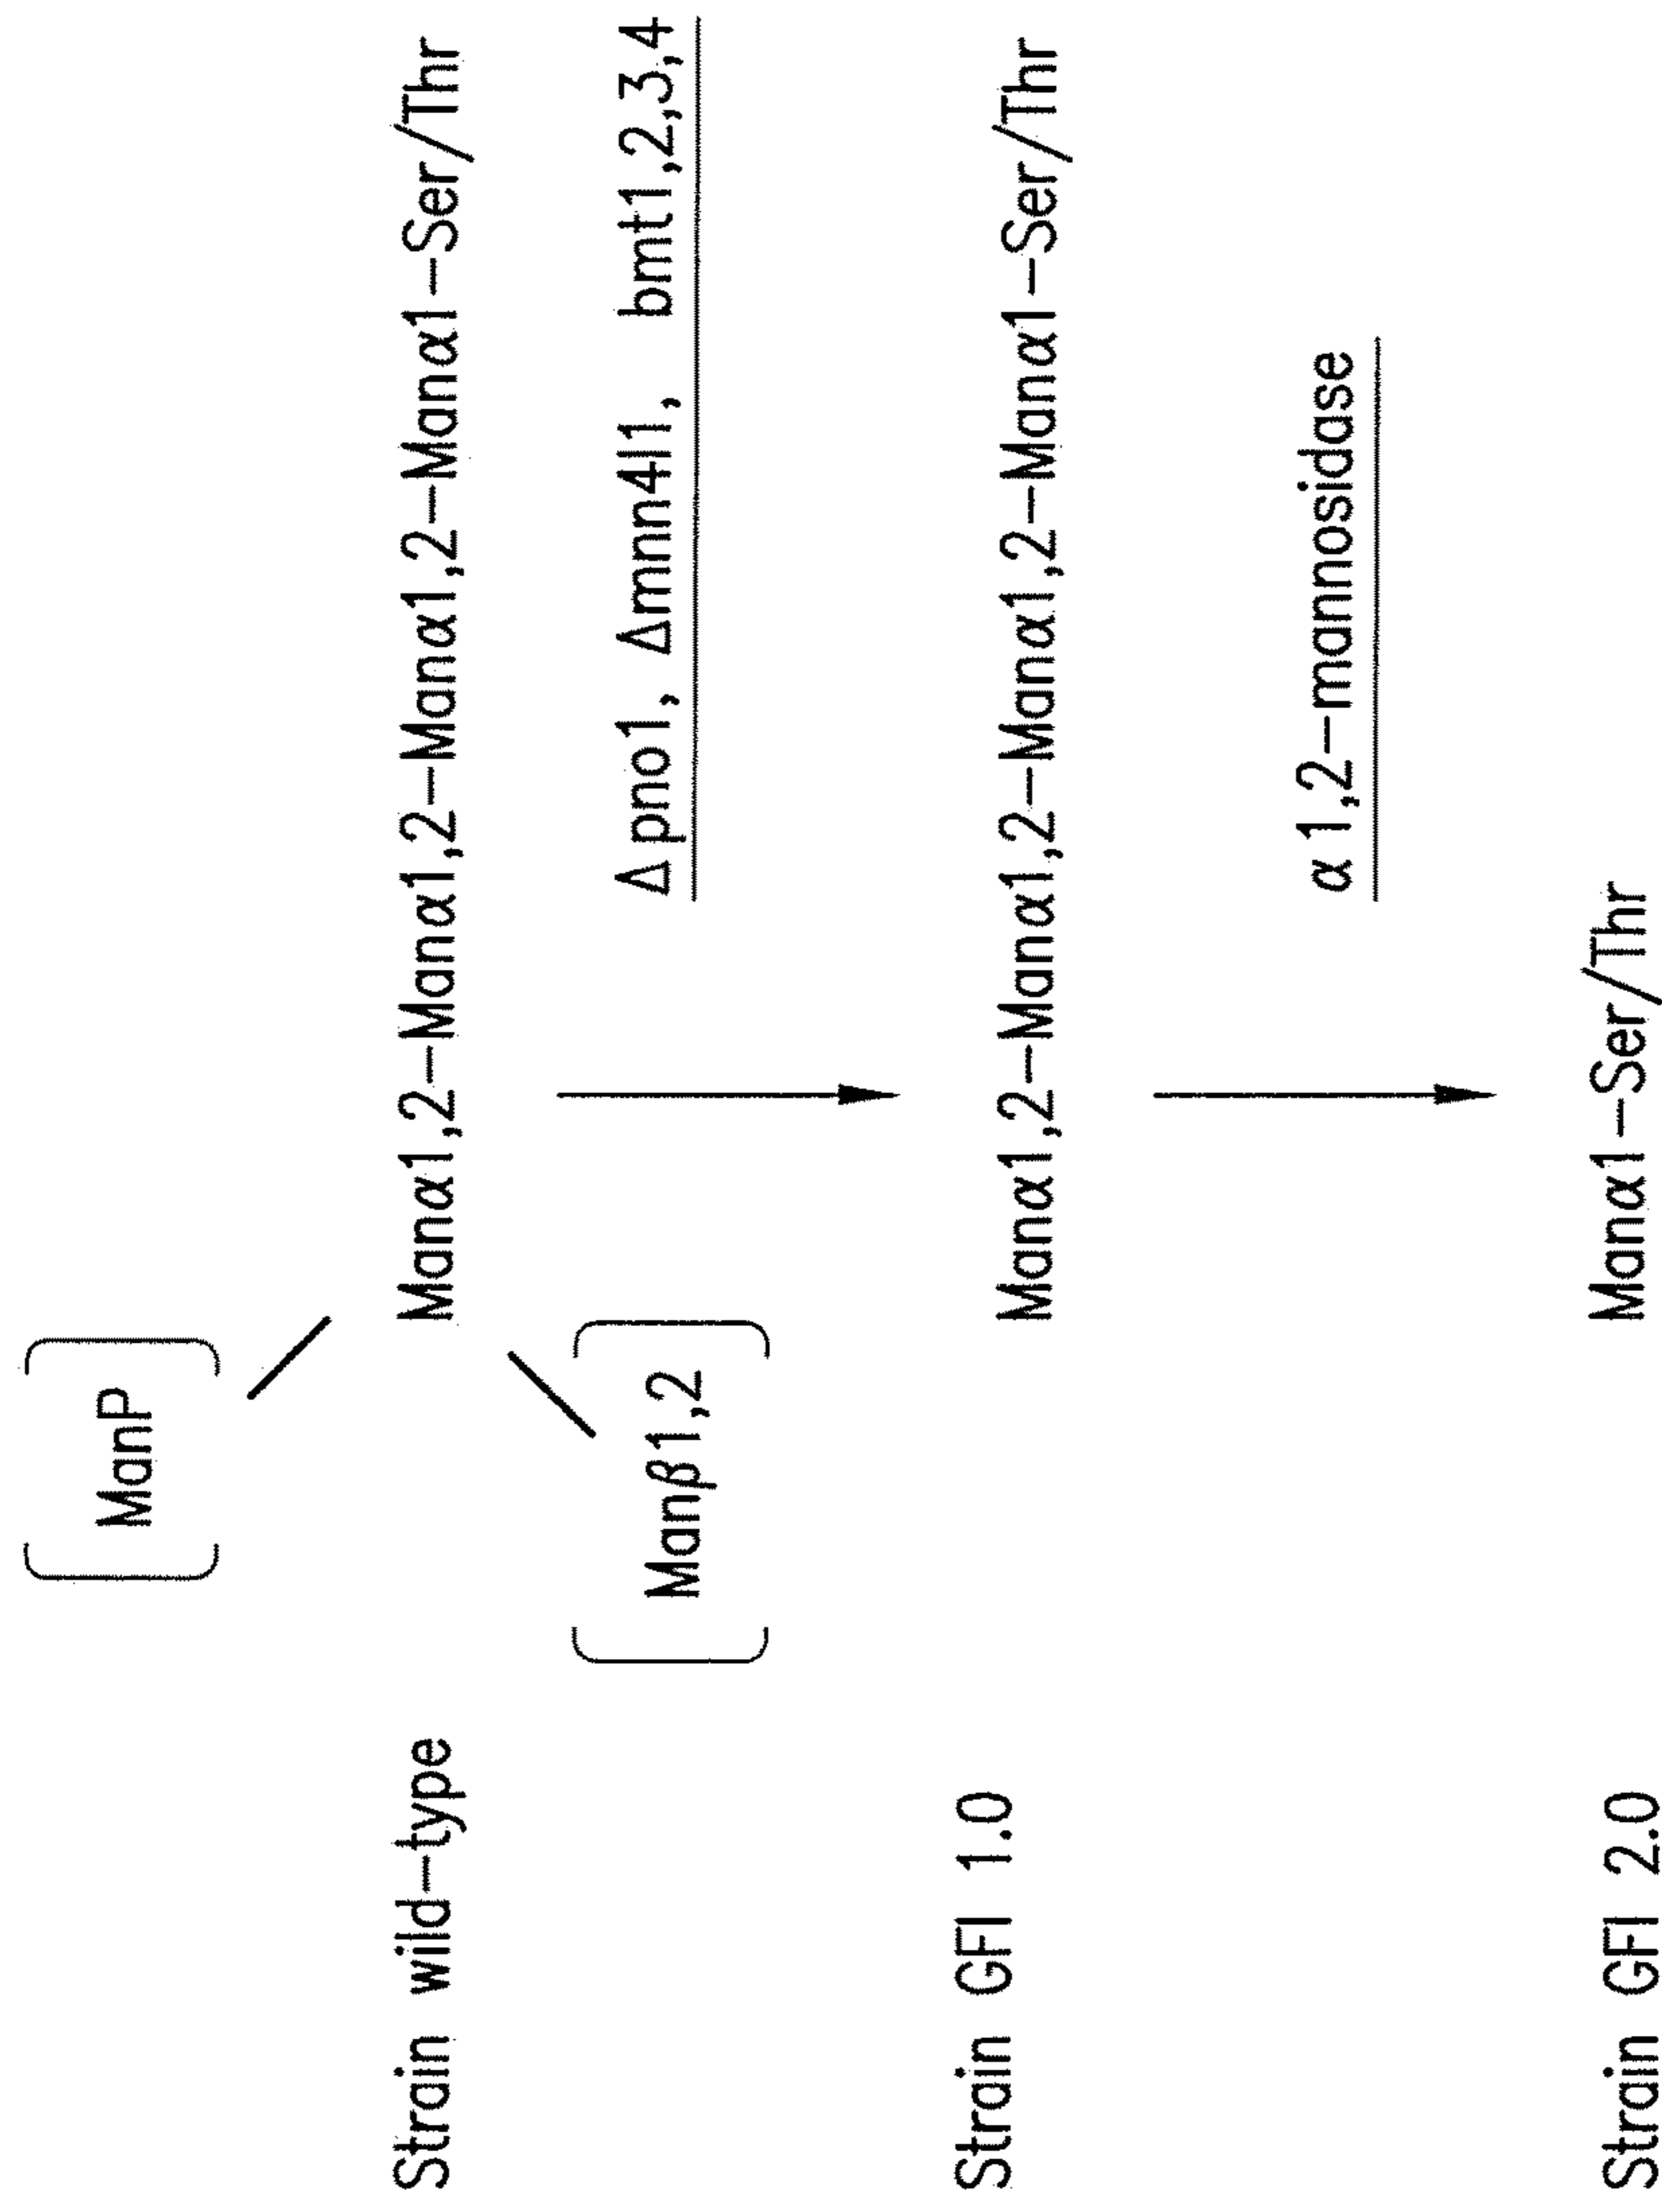 [ManP]
Strain wild-type Manα1,2-Manα1,2-Manα1,2-Manα1-Ser/Thr
[Manβ1,2]
Δpno1, Δmnn4l1, bmt1,2,3,4
Strain GFI 1.0 Manα1,2-Manα1,2-Manα1,2-Manα1-Ser/Thr
α1,2-mannosidase
Strain GFI 2.0 Manα1-Ser/Thr